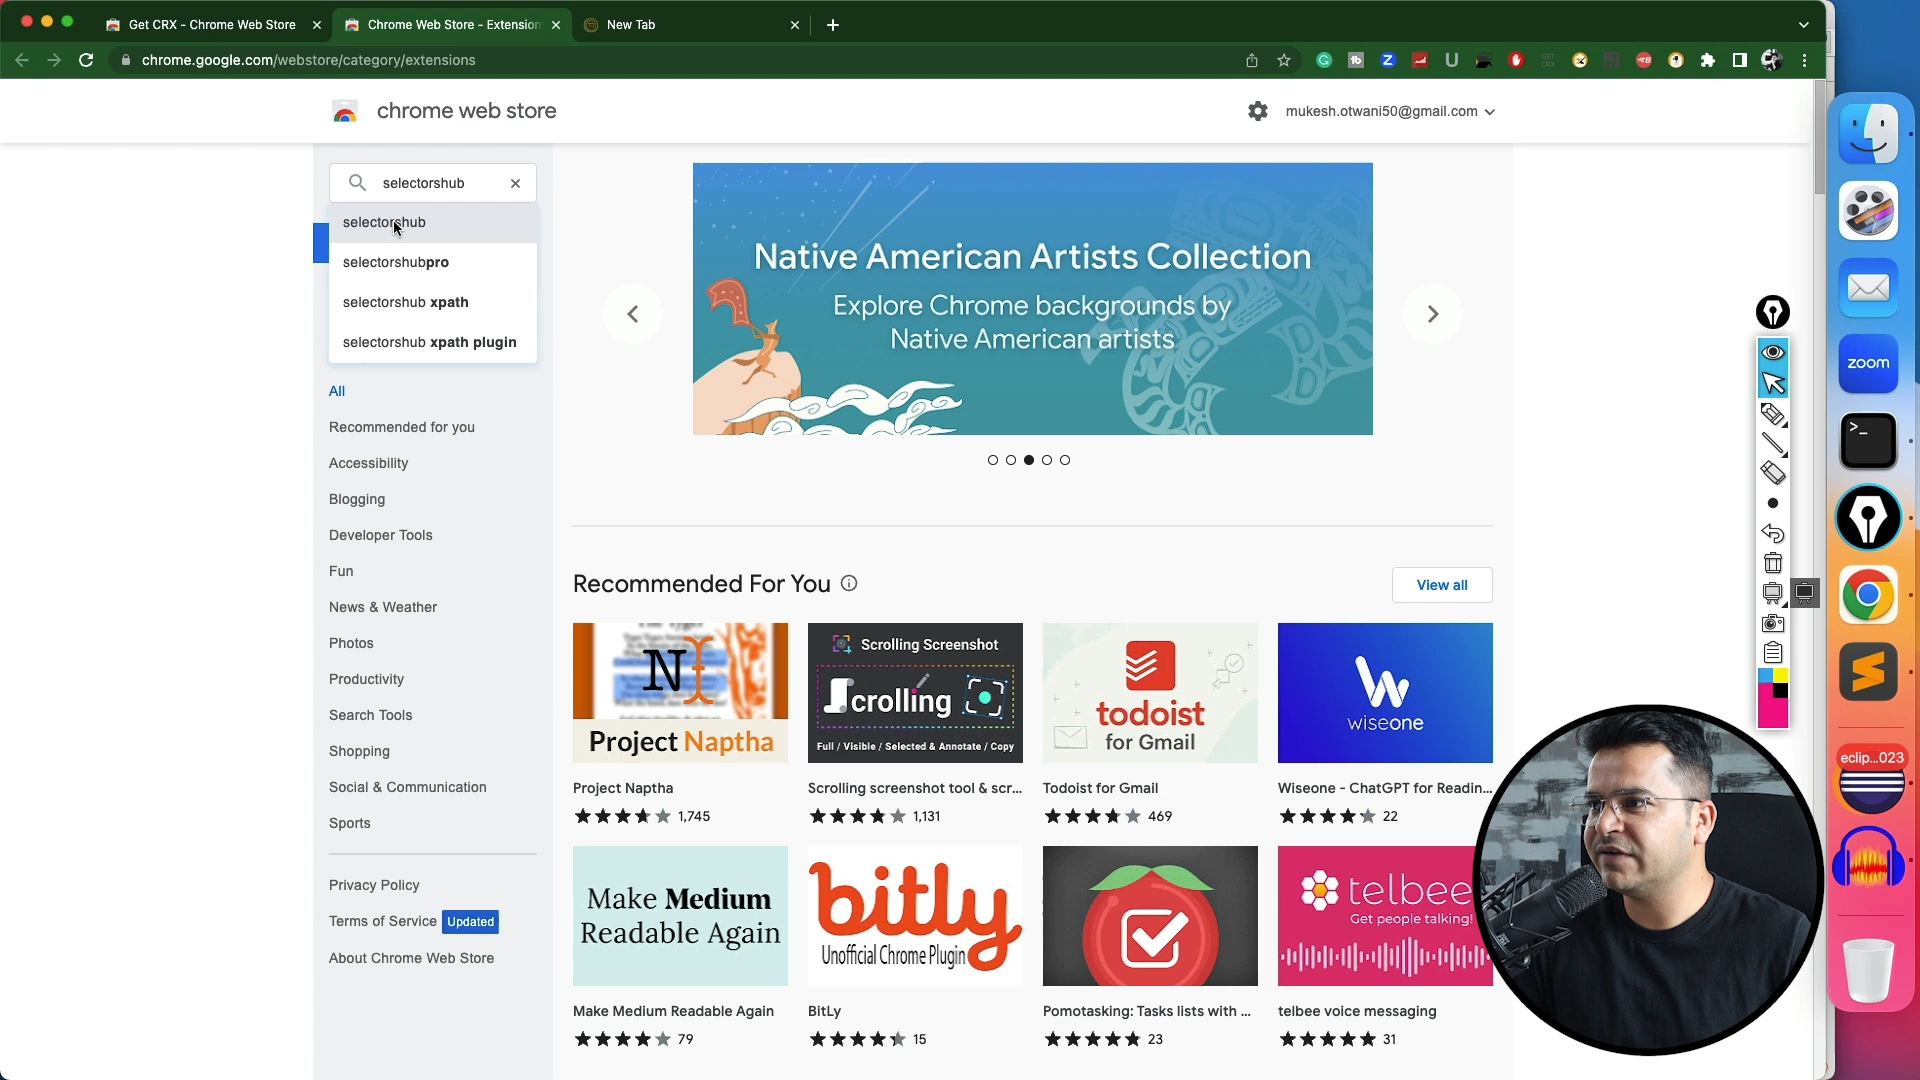 Get CRX - Chrome Web Store
Chrome Web Store - Extension
New Tab
chrome.google.com/webstore/category/extensions
chrome web store
mukesh.otwani50@gmail.com
selectorshub
selectorshub
selectorshubpro
selectorshub xpath
selectorshub xpath plugin
All
Recommended for you
Accessibility
Blogging
Developer Tools
Fun
News & Weather
Photos
Productivity
Search Tools
Shopping
Social & Communication
Sports
Privacy Policy
Terms of Service Updated
About Chrome Web Store
Native American Artists Collection
Explore Chrome backgrounds by
Native American artists
Recommended For You
View all
Project Naptha
Scrolling Screenshot
Scrolling
Full / Visible / Selected & Annotate / Copy
todoist
for Gmail
wiseone
Project Naptha
1,745
Scrolling screenshot tool & scr...
1,131
Todoist for Gmail
469
Wiseone - ChatGPT for Readin...
22
Make Medium
Readable Again
bitly
Unofficial Chrome Plugin
telbee
Get people talking!
Make Medium Readable Again
79
BitLy
15
Pomotasking: Tasks lists with ...
23
telbee voice messaging
31
zoom
eclip...023